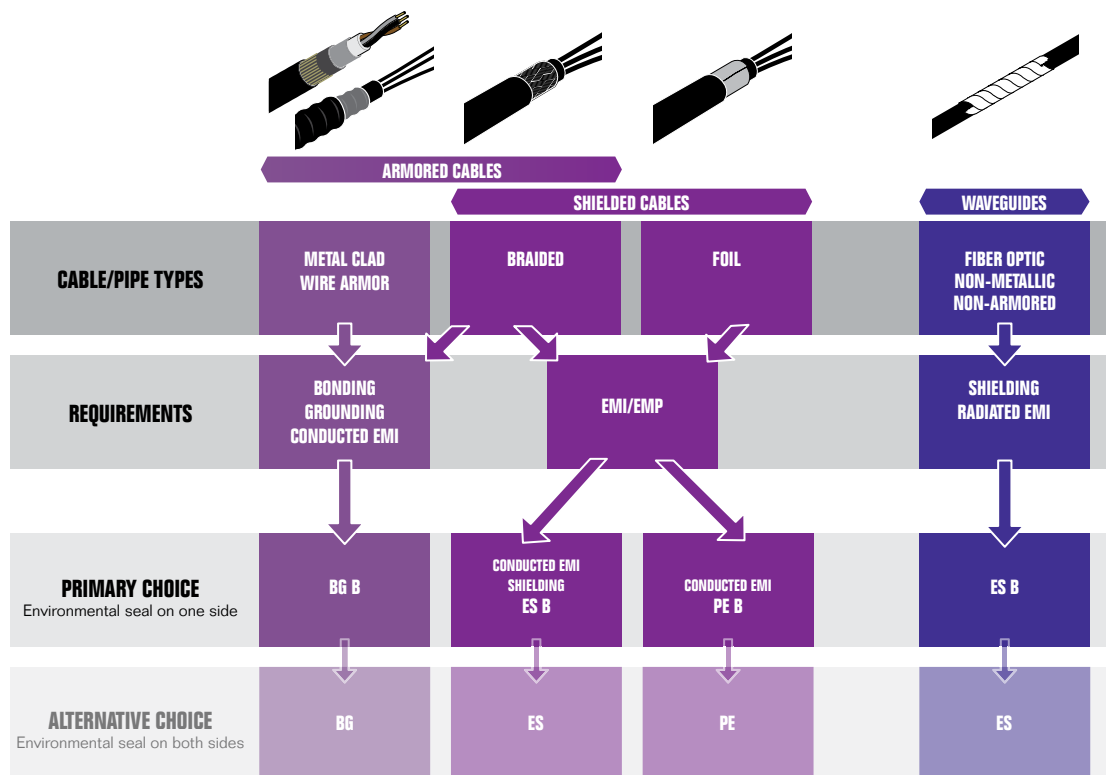 ARMORED CABLES
SHIELDED CABLES
WAVEGUIDES
CABLE/PIPE TYPES
METAL CLAD
WIRE ARMOR
BRAIDED
FOIL
FIBER OPTIC
NON-METALLIC
NON-ARMORED
REQUIREMENTS
BONDING
GROUNDING
CONDUCTED EMI
EMI/EMP
SHIELDING
RADIATED EMI
PRIMARY CHOICE
Environmental seal on one side
BG B
CONDUCTED EMI
SHIELDING
ES B
CONDUCTED EMI
PE B
ES B
ALTERNATIVE CHOICE
Environmental seal on both sides
BG
ES
PE
ES